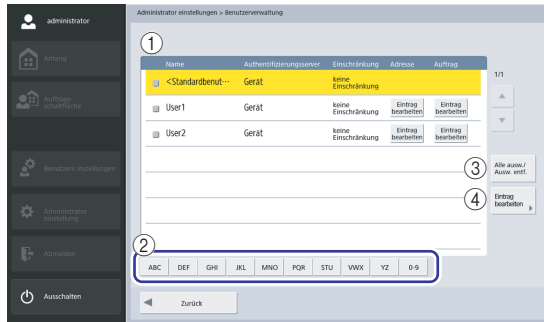 administrator
Administrator einstellungen > Benutzerverwaltung
1
Name Authentifizierungsserver Einschränkung Adresse Auftrag
<Standardbenut··· Gerät keine Einschränkung
User1 Gerät keine Einschränkung Eintrag bearbeiten Eintrag bearbeiten
User2 Gerät keine Einschränkung Eintrag bearbeiten Eintrag bearbeiten
1/1
3
Alle ausw./
Ausw. entf.
4
Eintrag
bearbeiten
2
ABC DEF GHI JKL MNO PQR STU VWX YZ 0-9
Zurück
Anfang
Auftrags-
schaltfläche
Benutzers instellungen
Administrator-
einstellung
Abmelden
Ausschalten